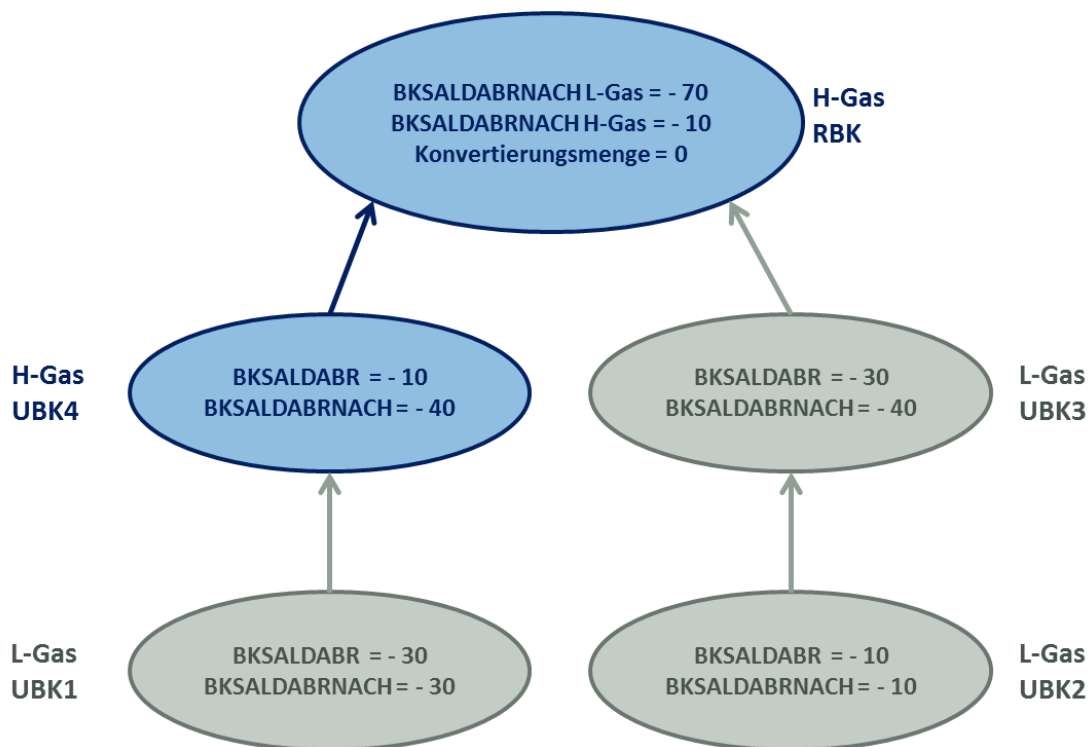 BKSALDABRNACH L-Gas = - 70
BKSALDABRNACH H-Gas = - 10
Konvertierungsmenge = 0
H-Gas
RBK
H-Gas
UBK4
BKSALDABR = - 10
BKSALDABRNACH = - 40
BKSALDABR = - 30
BKSALDABRNACH = - 40
L-Gas
UBK3
L-Gas
UBK1
BKSALDABR = - 30
BKSALDABRNACH = - 30
BKSALDABR = - 10
BKSALDABRNACH = - 10
L-Gas
UBK2